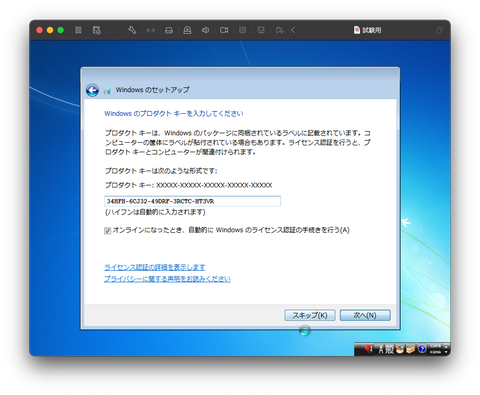 試験用
Windows のセットアップ
Windows のプロダクト キーを入力してください
プロダクト キーは、Windows のパッケージに同梱されているラベルに記載されています。コ
ンピューターの筐体にラベルが貼付されている場合もあります。ライセンス認証を行うと、プ
ロダクト キーとコンピューターが関連付けられます。
プロダクト キーは次のような形式です:
プロダクト キー: XXXXX-XXXXX-XXXXX-XXXXX-XXXXX
(ハイフンは自動的に入力されます)
オンラインになったとき、自動的に Windows のライセンス認証の手続きを行う(A)
ライセンス認証の詳細を表示します
プライバシーに関する声明をお読みください
スキップ(K)
次へ(N)
A 般